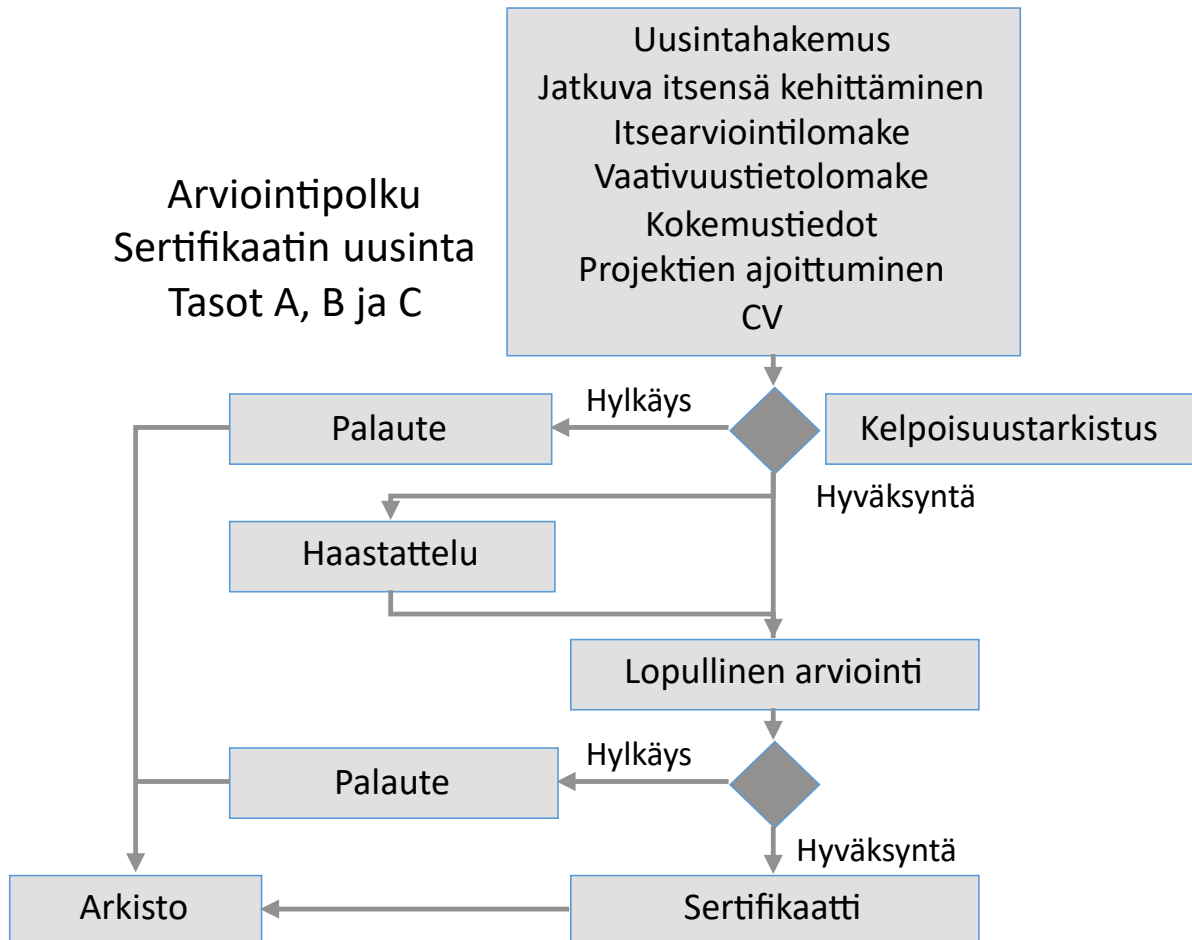 Uusintahakemus
Jatkuva itsensä kehittäminen
Itsearviointilomake
Vaativuustietolomake
Kokemustiedot
Projektien ajoittuminen
CV
Arviointipolku
Sertifikaatin uusinta
Tasot A, B ja C
Hylkäys
Palaute
Kelpoisuustarkistus
Hyväksyntä
Haastattelu
Lopullinen arviointi
Hylkäys
Palaute
Hyväksyntä
Arkisto
Sertifikaatti